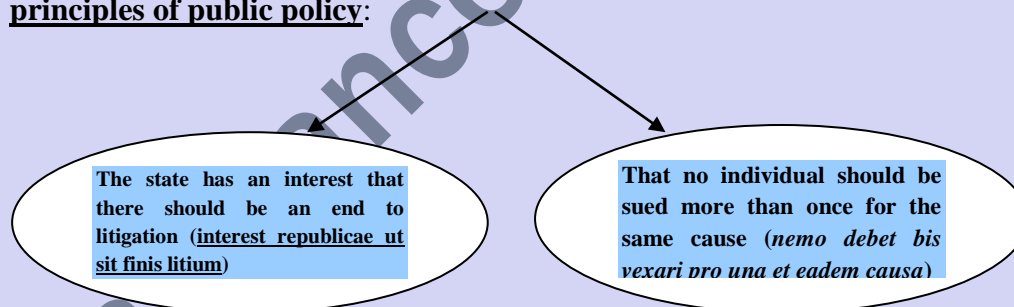 principles of public policy:
The state has an interest that
there should be an end to
litigation (interest republicae ut
sit finis litium)
That no individual should be
sued more than once for the
same cause (nemo debet bis
vexari pro una et eadem causa)